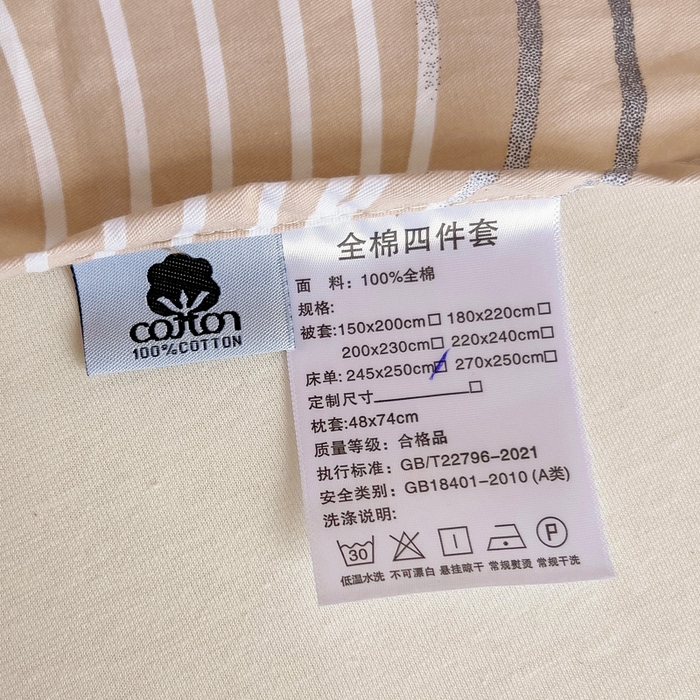 cotton
100%COTTON
全棉四件套
面 料：100%全棉
规格:
被套:150x200cm□ 180x220cm□
200x230cm□ 220x240cm□
床单: 245x250cm☑ 270x250cm□
定制尺寸________□
枕套:48x74cm
质量等级：合格品
执行标准：GB/T22796-2021
安全类别：GB18401-2010 (A类)
洗涤说明:
30 P
低温水洗 不可漂白 悬挂晾干 常规熨烫 常规干洗